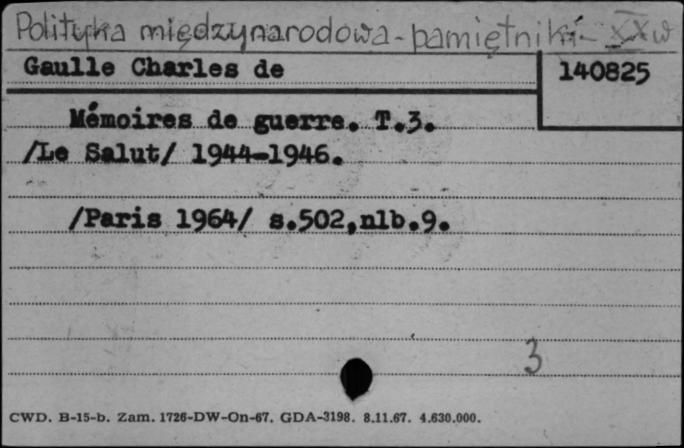 Polityka międzynarodowa - pamiętniki - XX w
Gaulle Charles de
140825
Mémoires de guerre. T.3.
/Le Salut/ 1944-1946.
/Paris 1964/ s.502,nlb.9.
3
CWD. B-15-b. Zam. 1726-DW-On-67. GDA-3198. 8.11.67. 4.630.000.